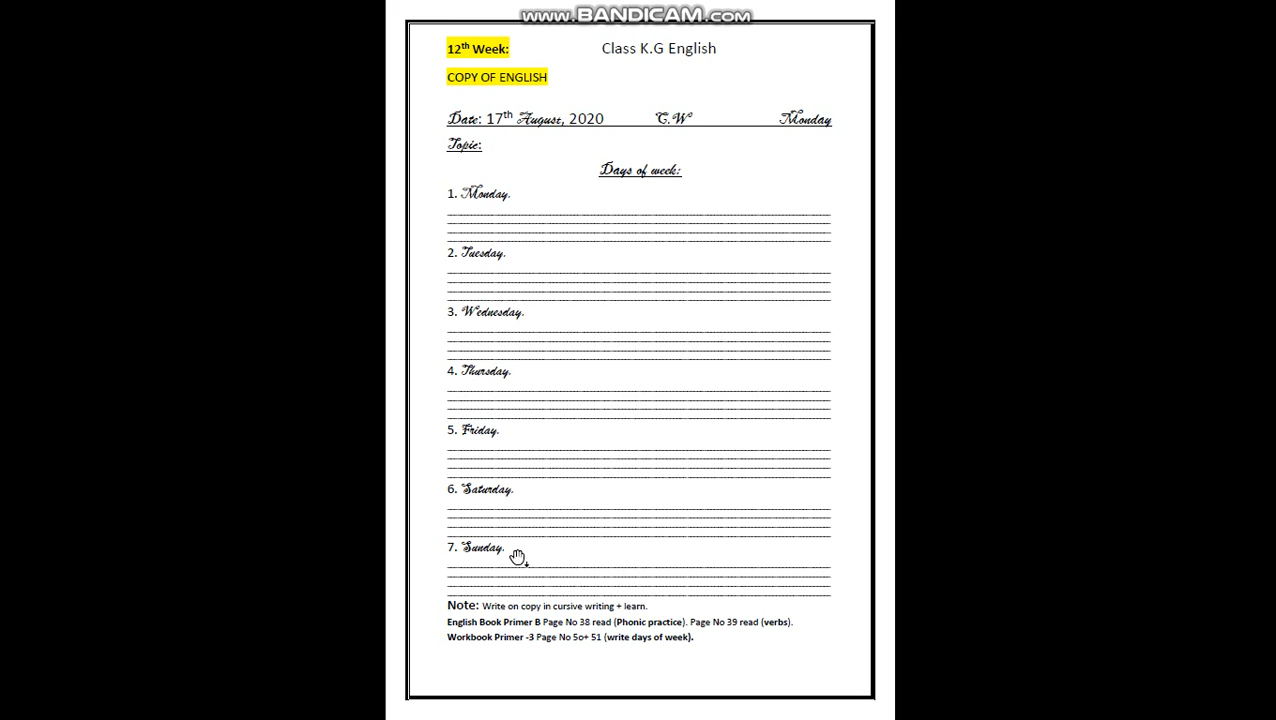 www.BANDICAM.com
12th Week: Class K.G English
COPY OF ENGLISH
Date: 17th August, 2020 C.W Monday
Topic:
Days of week:
1. Monday.
2. Tuesday.
3. Wednesday.
4. Thursday.
5. Friday.
6. Saturday.
7. Sunday.
Note: Write on copy in cursive writing + learn.
English Book Primer B Page No 38 read (Phonic practice). Page No 39 read (verbs).
Workbook Primer -3 Page No 5o+ 51 (write days of week).